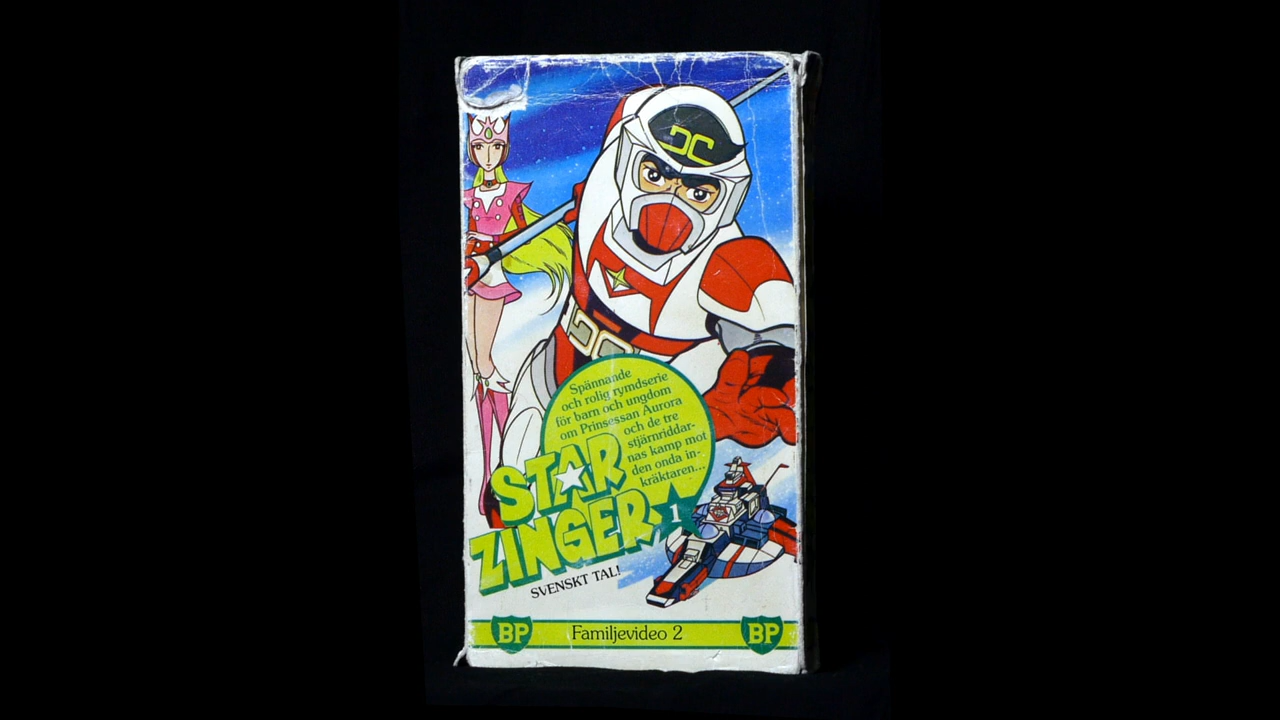 Spännande
och rolig rymdserie
för barn och ungdom
om Prinsessan Aurora
och de tre
stjärnriddar-
nas kamp mot
den onda in-
kräktaren...
STAR
ZINGER
1
SVENSKT TAL!
BP Familjevideo 2 BP